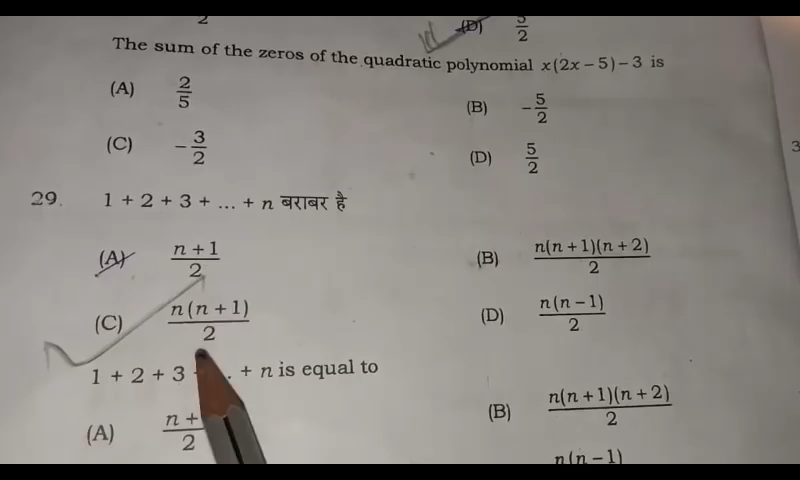 2
(D) 5/2
The sum of the zeros of the quadratic polynomial x(2x – 5) – 3 is
(A) 2/5
(B) – 5/2
(C) – 3/2
(D) 5/2
3
29. 1 + 2 + 3 + ... + n बराबर है
(A) n + 1/2
(B) n(n + 1)(n + 2)/2
(C) n(n + 1)/2
(D) n(n – 1)/2
1 + 2 + 3 + n is equal to
(A) n +/2
(B) n(n + 1)(n + 2)/2
n(n – 1)